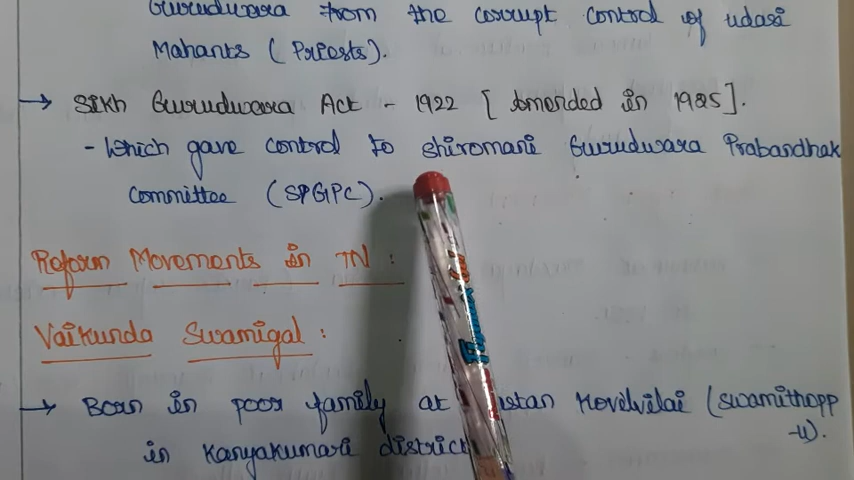 Gurudwara from the corrupt control of udasi
Mahants (Priests).
→ Sikh Gurudwara Act - 1922 [Amended in 1925].
- Which gave control to shiromani Gurudwara Prabandhak
Committee (SPGPC).
Reform Movements in TN :
Vaikunda Swamigal :
→ Born in poor family at Kovilvilai (Swamithopp
-u).
in Kanyakumari district